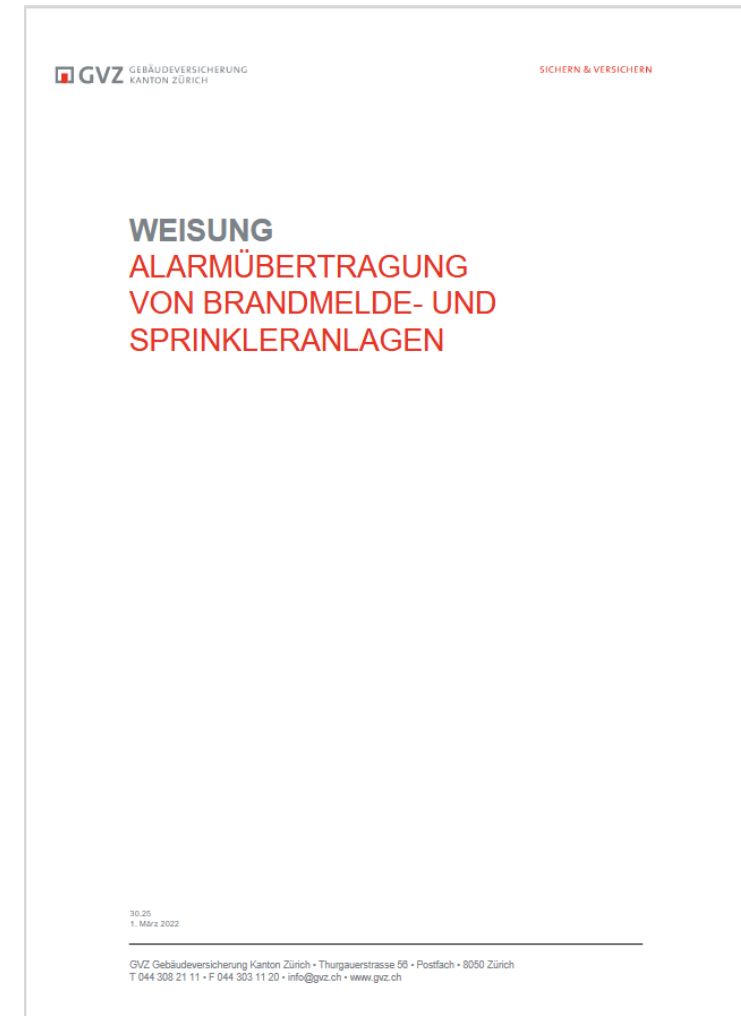 GVZ GEBÄUDEVERSICHERUNG
KANTON ZÜRICH
SICHERN & VERSICHERN
WEISUNG
ALARMÜBERTRAGUNG
VON BRANDMELDE- UND
SPRINKLERANLAGEN
30.25
1. März 2022
GVZ Gebäudeversicherung Kanton Zürich • Thurgauerstrasse 56 • Postfach • 8050 Zürich
T 044 308 21 11 • F 044 303 11 20 • info@gvz.ch • www.gvz.ch